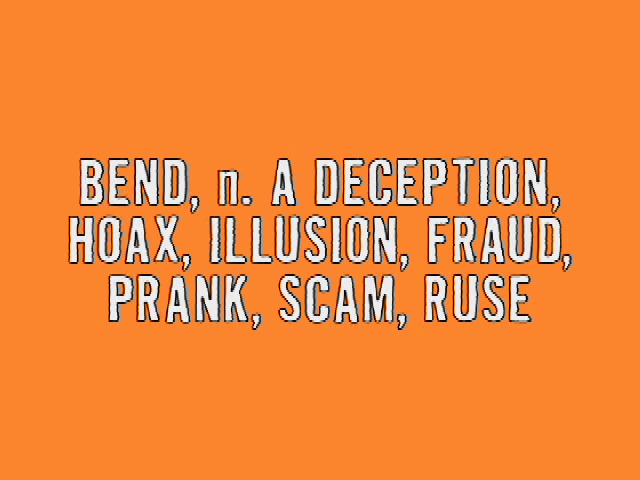 BEND, n. A DECEPTION,
HOAX, ILLUSION, FRAUD,
PRANK, SCAM, RUSE